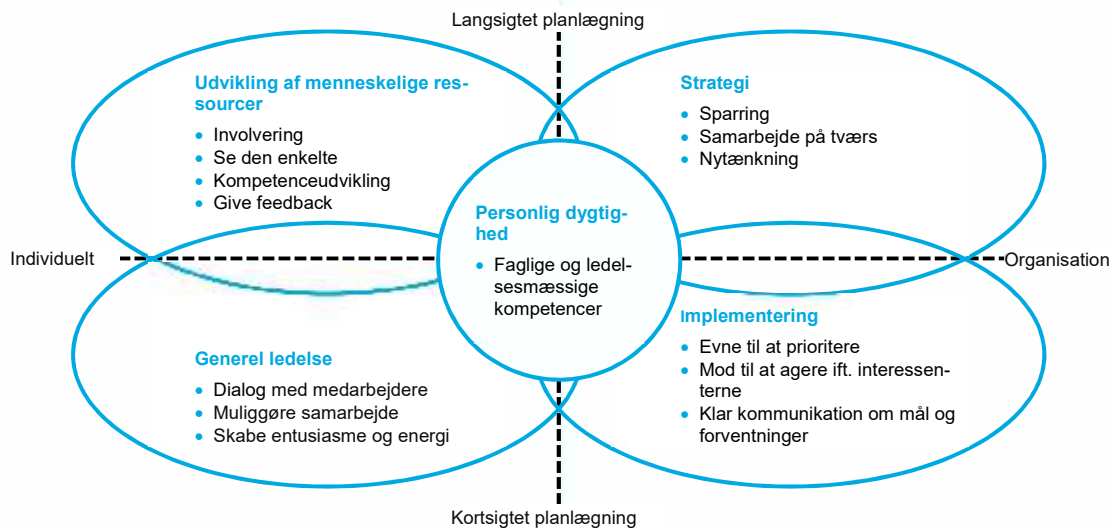 Langsigtet planlægning
Udvikling af menneskelige res-
sourcer
• Involvering
• Se den enkelte
• Kompetenceudvikling
• Give feedback
Strategi
• Sparring
• Samarbejde på tværs
• Nytænkning
Individuelt
Personlig dygtig-
hed
• Faglige og ledel-
sesmæssige
kompetencer
Organisation
Generel ledelse
• Dialog med medarbejdere
• Muliggøre samarbejde
• Skabe entusiasme og energi
Implementering
• Evne til at prioritere
• Mod til at agere ift. interessen-
terne
• Klar kommunikation om mål og
forventninger
Kortsigtet planlægning